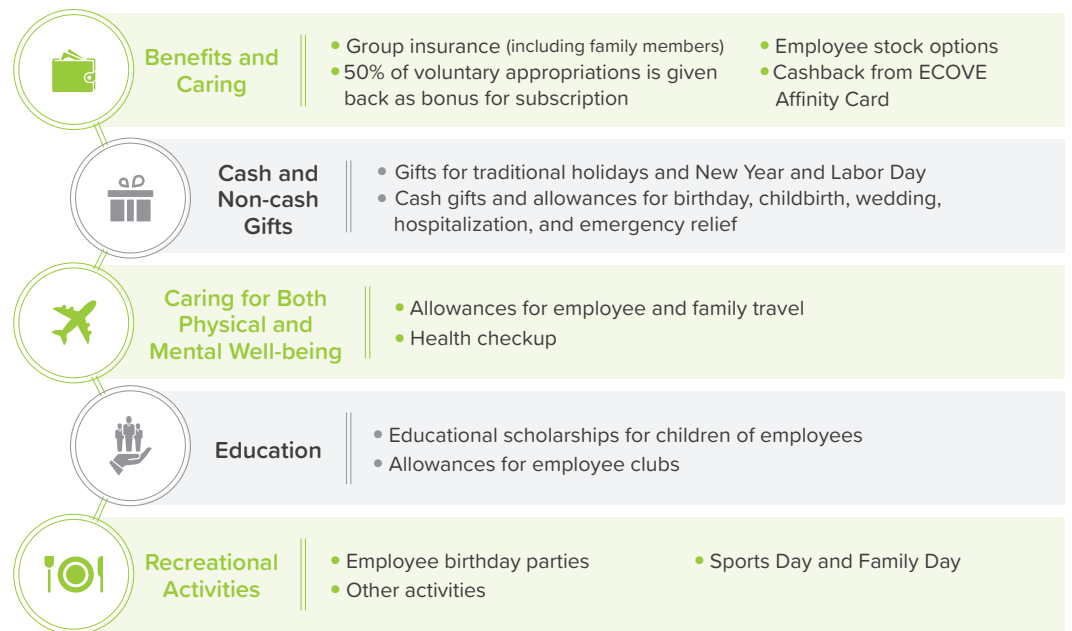 Benefits and
Caring
• Group insurance (including family members)
• 50% of voluntary appropriations is given
back as bonus for subscription
• Employee stock options
• Cashback from ECOVE
Affinity Card
Cash and
Non-cash
Gifts
• Gifts for traditional holidays and New Year and Labor Day
• Cash gifts and allowances for birthday, childbirth, wedding,
hospitalization, and emergency relief
Caring for Both
Physical and
Mental Well-being
• Allowances for employee and family travel
• Health checkup
Education
• Educational scholarships for children of employees
• Allowances for employee clubs
Recreational
Activities
• Employee birthday parties
• Other activities
• Sports Day and Family Day